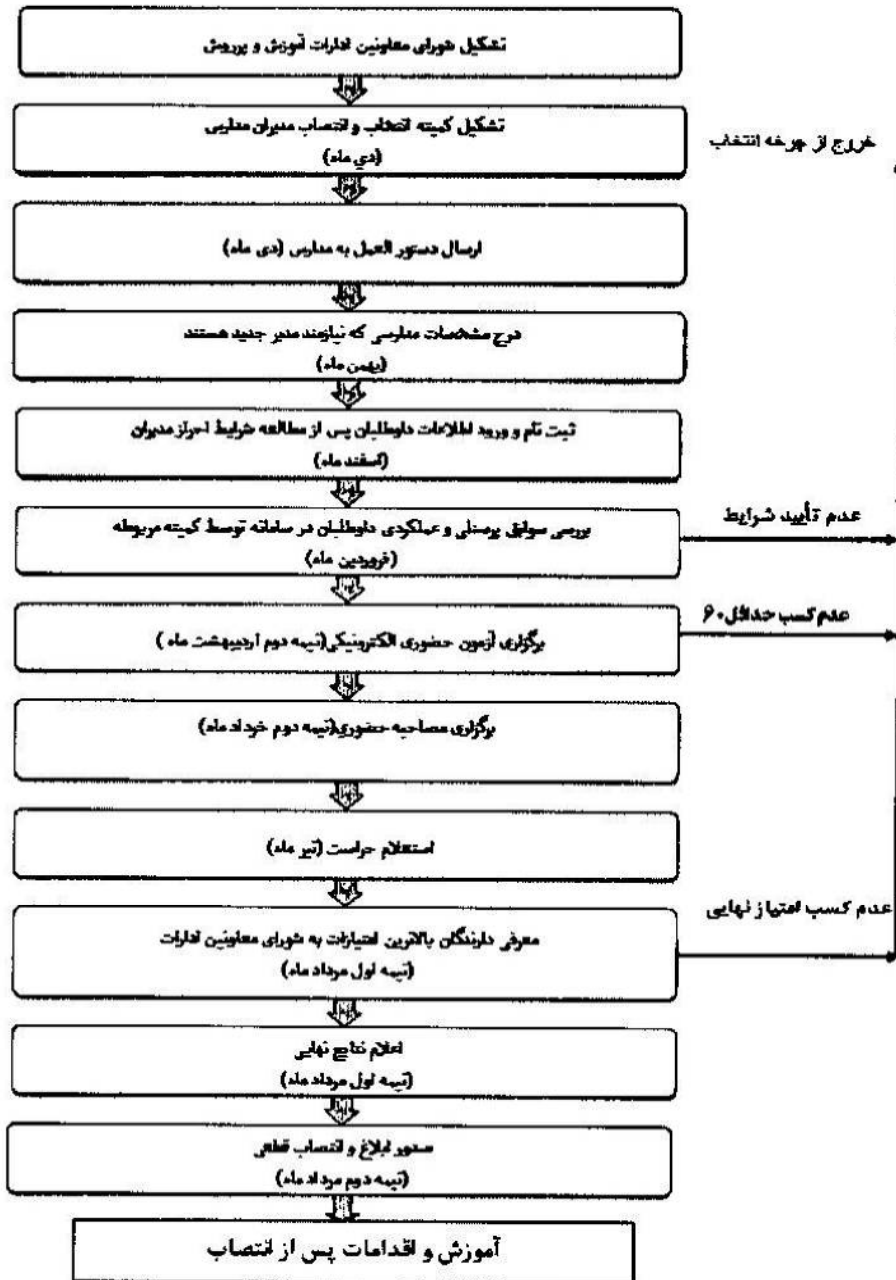 تشکیل شورای معاونین ادارات آموزش و پرورش
تشکیل کمیته انتخاب و انتصاب مدیران مدارس
(دی ماه)
خروج از چرخه انتخاب
ارسال دستور العمل به مدارس (دی ماه)
درج مشخصات مدارسی که نیازمند مدیر جدید هستند
(بهمن ماه)
ثبت نام و ورود اطلاعات داوطلبان پس از مطالعه شرایط احراز مدیران
(اسفند ماه)
بررسی سوابق پرسنلی و عملکردی داوطلبان در سامانه توسط کمیته مربوطه
(فروردین ماه)
عدم تأیید شرایط
برگزاری آزمون حضوری الکترونیکی(نیمه دوم اردیبهشت ماه )
عدم کسب حداقل ۶۰
برگزاری مصاحبه حضوری(نیمه دوم خرداد ماه)
استعلام حراست (تیر ماه)
معرفی دارندگان بالاترین امتیازات به شورای معاونین ادارات
(نیمه اول مرداد ماه)
عدم کسب امتیاز نهایی
اعلام نتایج نهایی
(نیمه اول مرداد ماه)
صدور ابلاغ و انتصاب قطعی
(نیمه دوم مرداد ماه)
آموزش و اقدامات پس از انتصاب